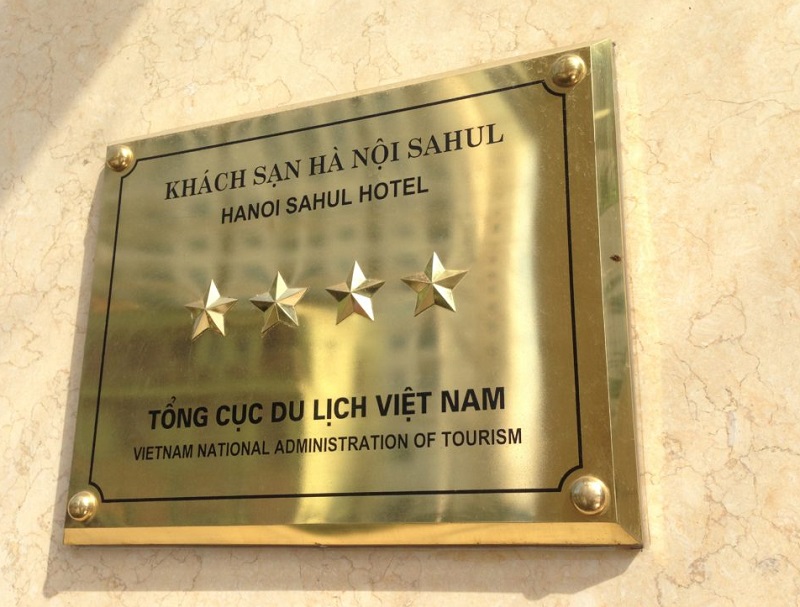 KHÁCH SẠN HÀ NỘI SAHUL
HANOI SAHUL HOTEL
TỔNG CỤC DU LỊCH VIỆT NAM
VIETNAM NATIONAL ADMINISTRATION OF TOURISM